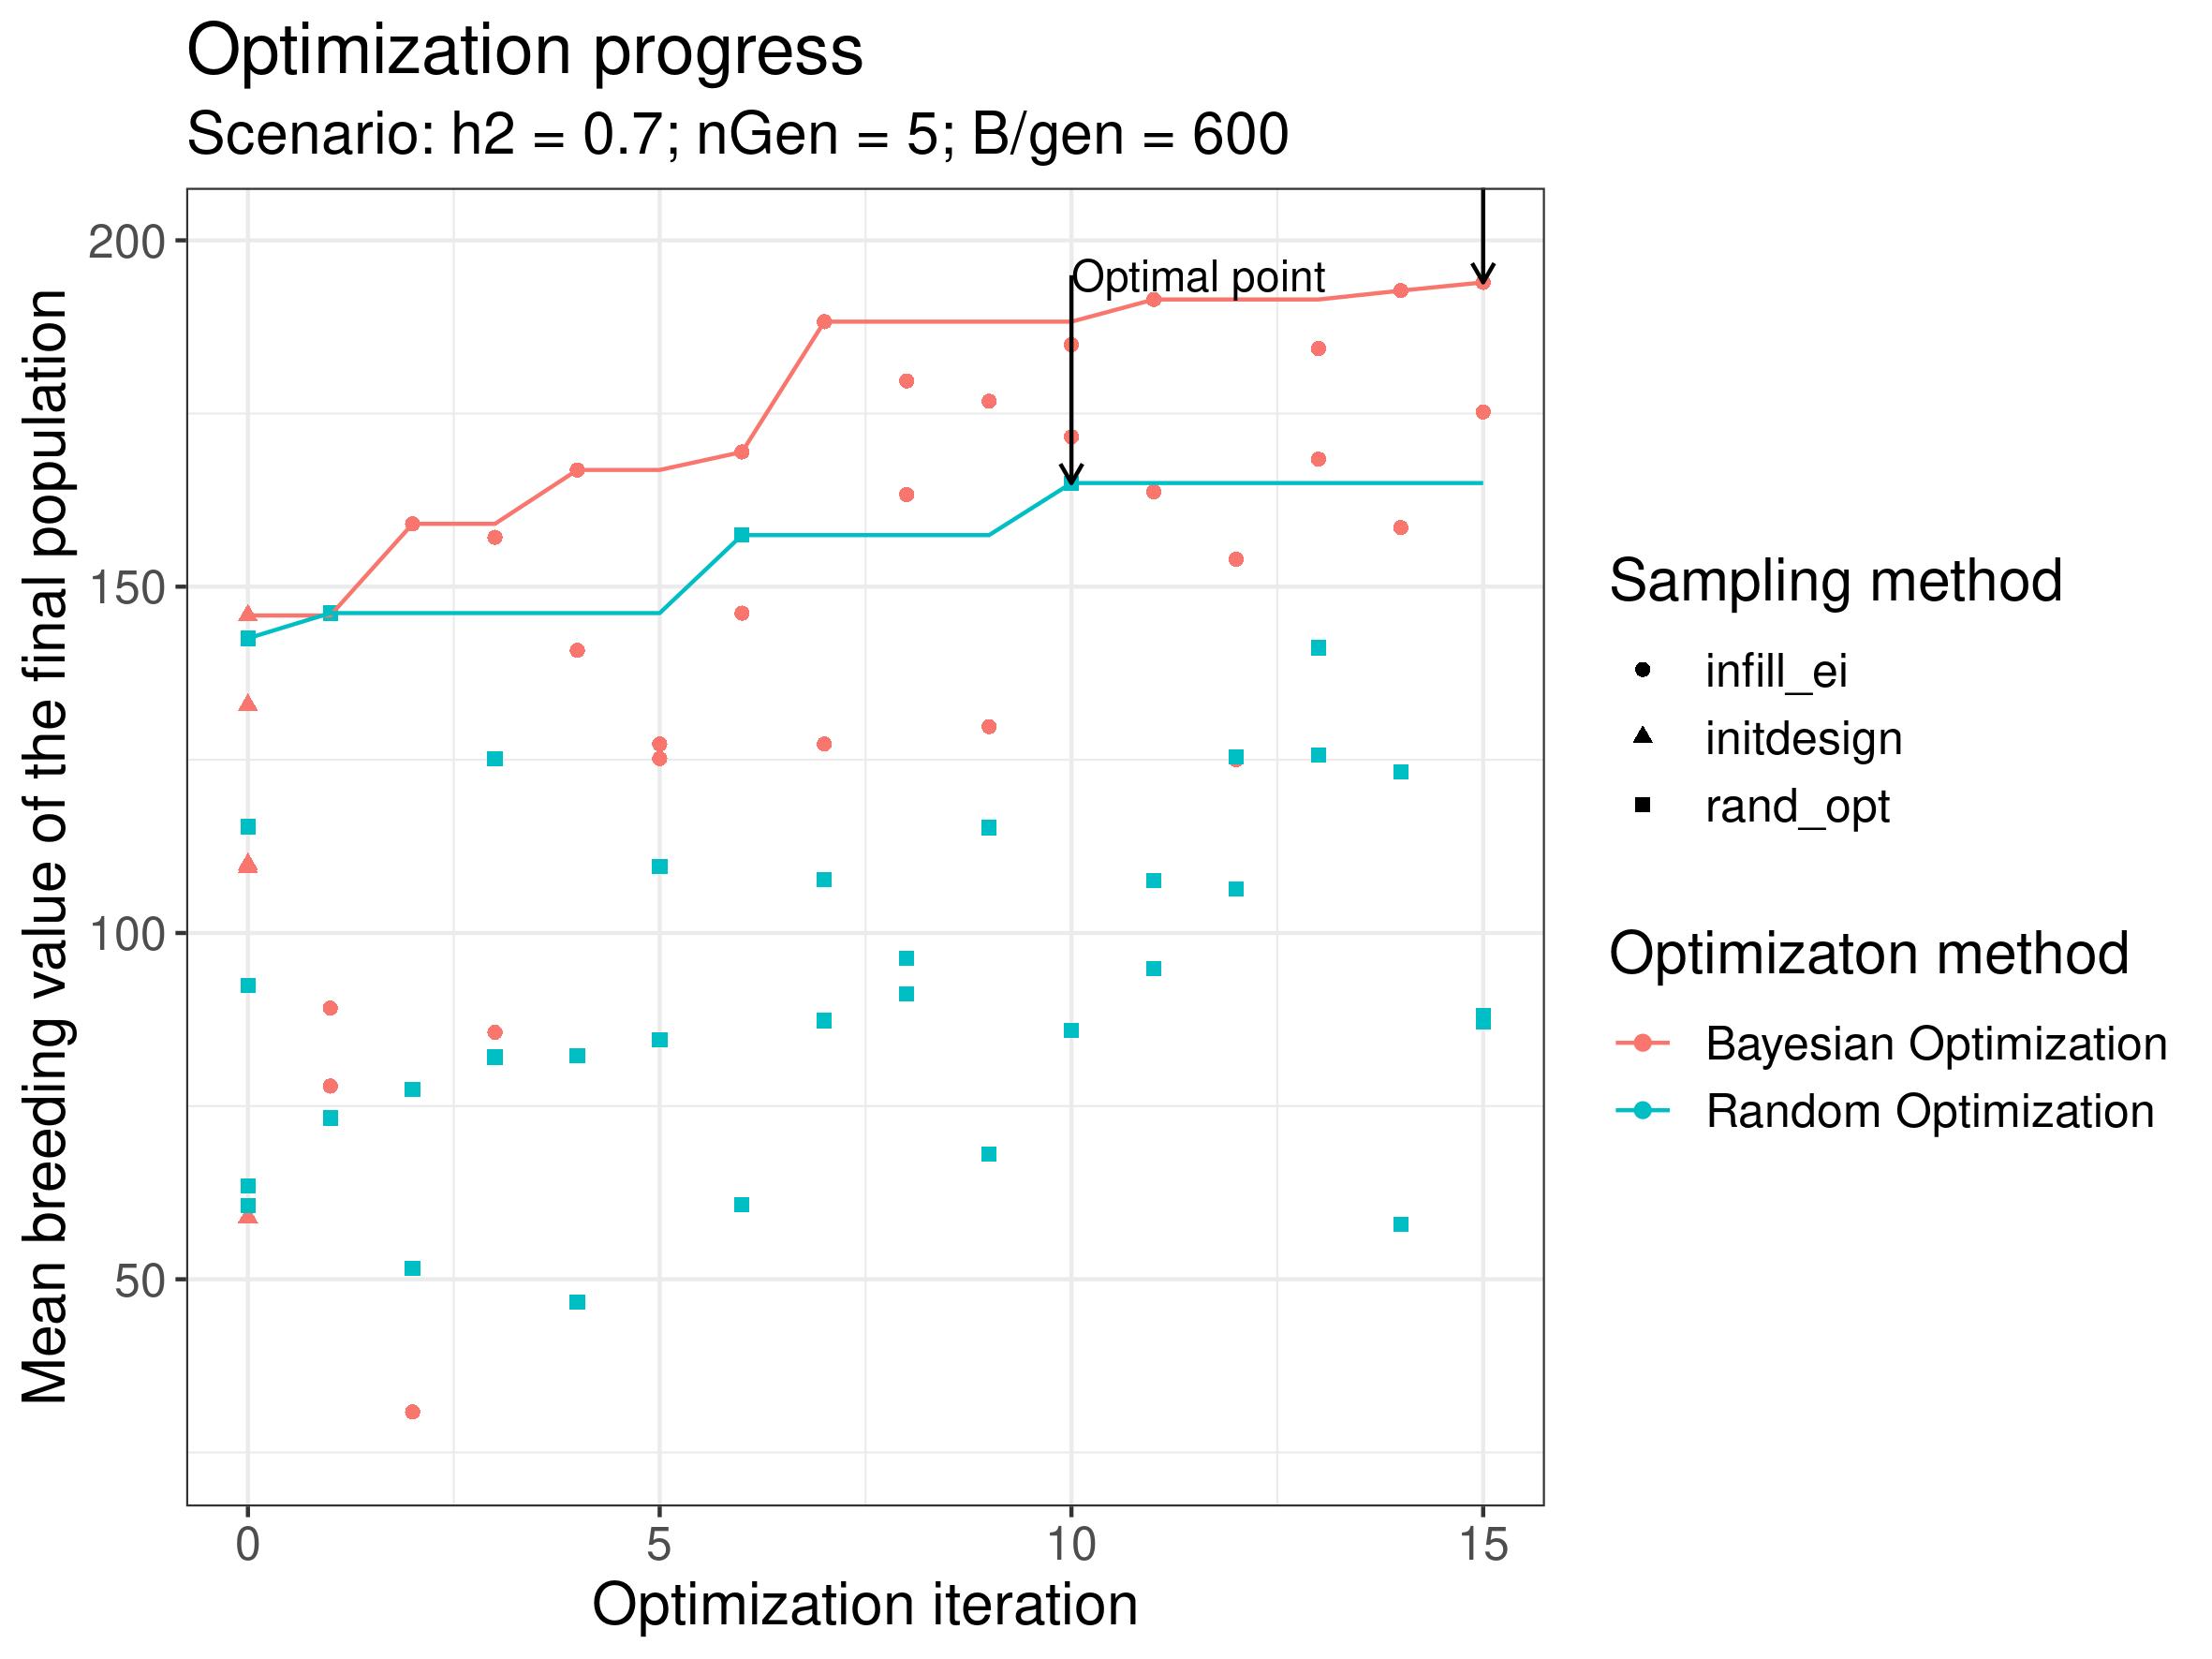 Optimization progress
Scenario: h2 = 0.7; nGen = 5; B/gen = 600
Mean breeding value of the final population
200
150
100
50
Optimal point
0
5
10
15
Optimization iteration
Sampling method
infill_ei
initdesign
rand_opt
Optimizaton method
Bayesian Optimization
Random Optimization